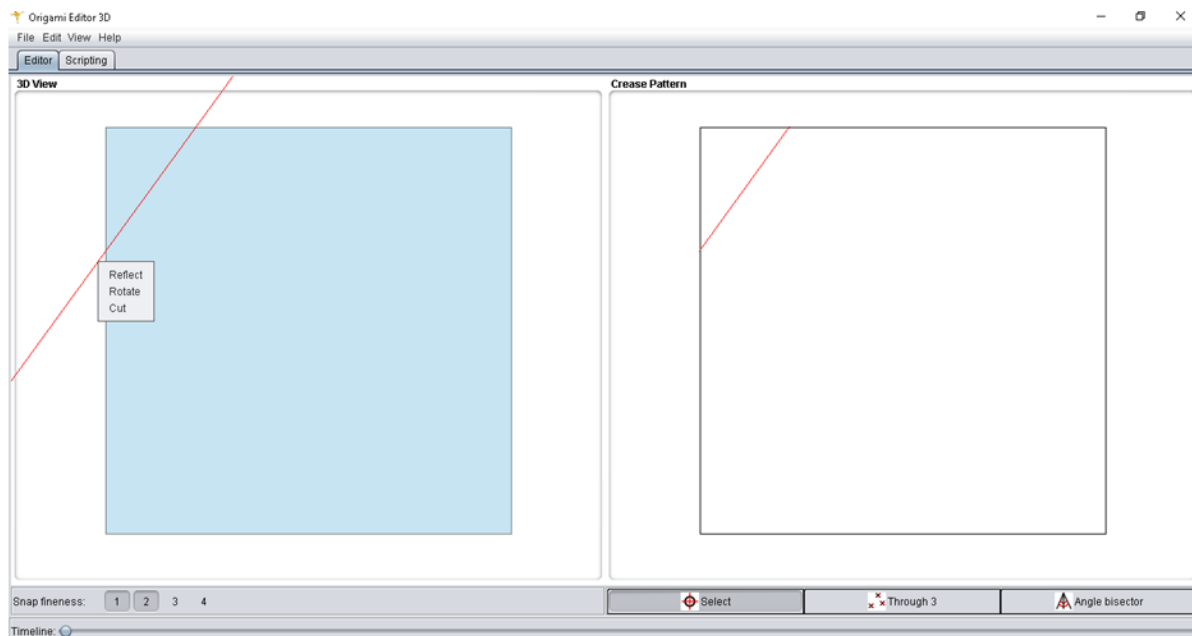 Origami Editor 3D
File Edit View Help
Editor Scripting
3D View
Crease Pattern
Reflect
Rotate
Cut
Snap fineness: 1 2 3 4
Select Through 3 Angle bisector
Timeline: